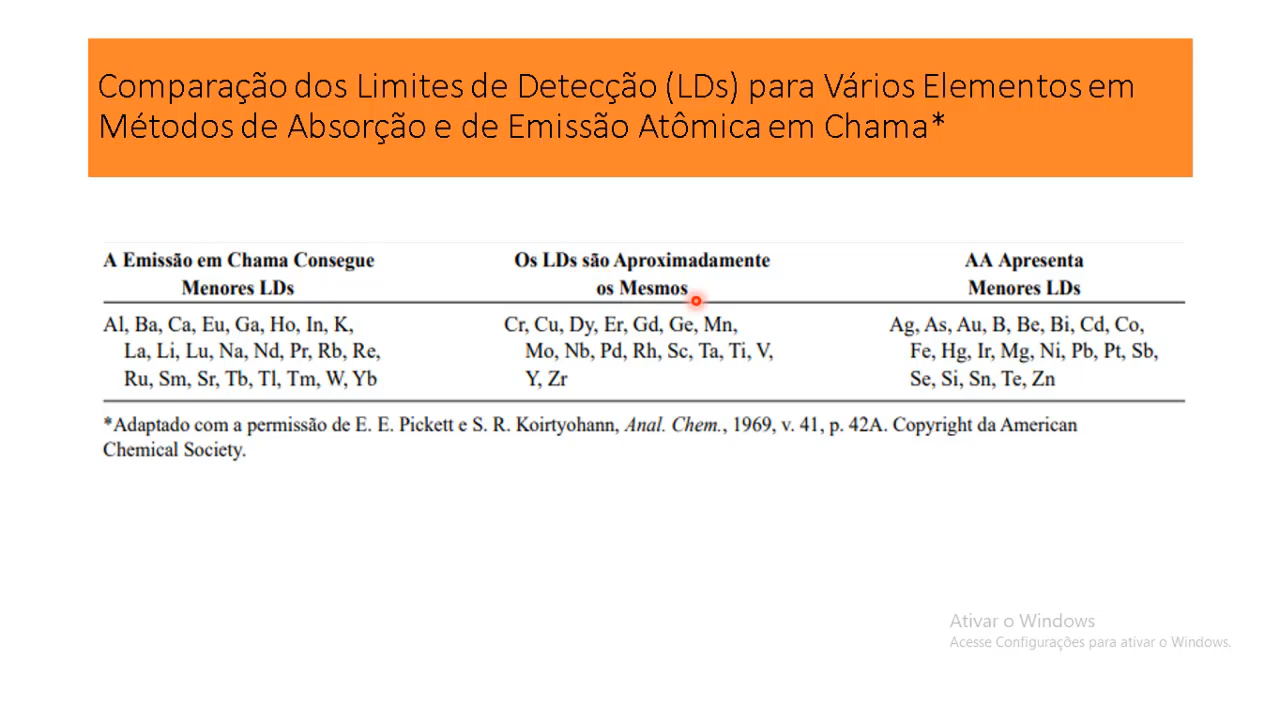 Comparação dos Limites de Detecção (LDs) para Vários Elementos em
Métodos de Absorção e de Emissão Atômica em Chama*
A Emissão em Chama Consegue
Menores LDs
Os LDs são Aproximadamente
os Mesmos
AA Apresenta
Menores LDs
Al, Ba, Ca, Eu, Ga, Ho, In, K,
La, Li, Lu, Na, Nd, Pr, Rb, Re,
Ru, Sm, Sr, Tb, Tl, Tm, W, Yb
Cr, Cu, Dy, Er, Gd, Ge, Mn,
Mo, Nb, Pd, Rh, Sc, Ta, Ti, V,
Y, Zr
Ag, As, Au, B, Be, Bi, Cd, Co,
Fe, Hg, Ir, Mg, Ni, Pb, Pt, Sb,
Se, Si, Sn, Te, Zn
*Adaptado com a permissão de E. E. Pickett e S. R. Koirtyohann, Anal. Chem., 1969, v. 41, p. 42A. Copyright da American
Chemical Society.
Ativar o Windows
Acesse Configurações para ativar o Windows.